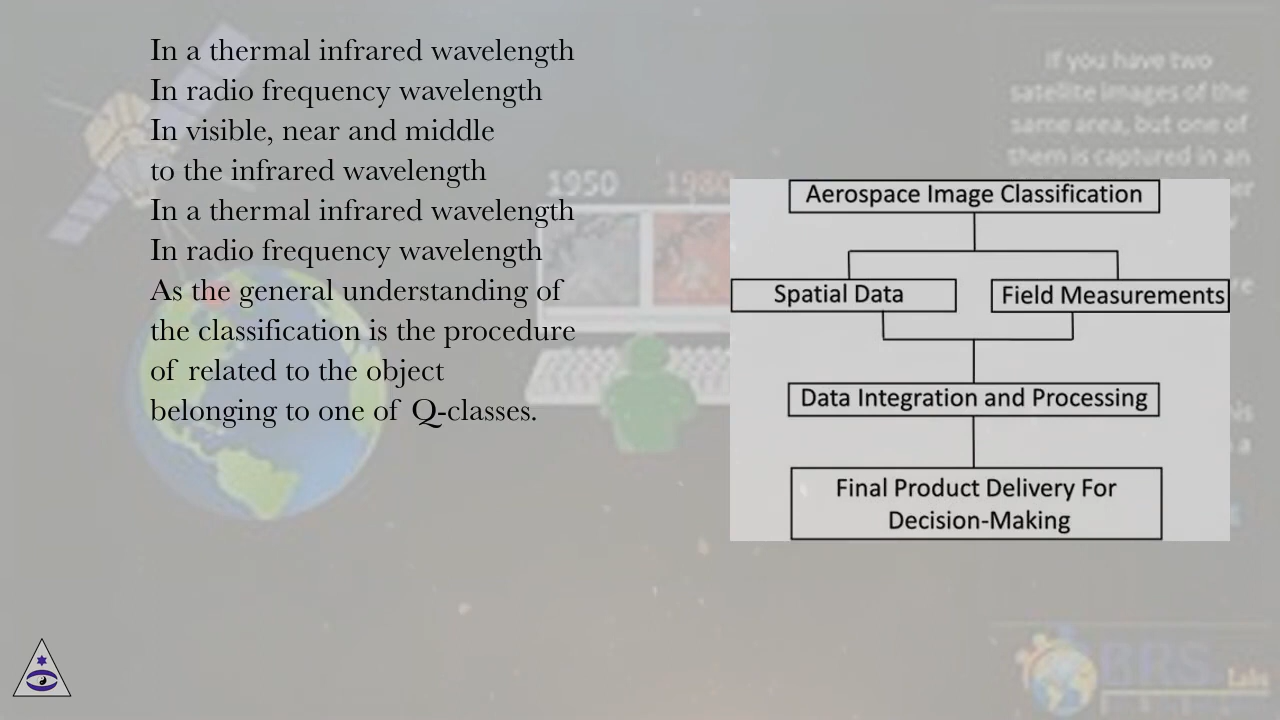 In a thermal infrared wavelength
In radio frequency wavelength
In visible, near and middle
to the infrared wavelength
In a thermal infrared wavelength
In radio frequency wavelength
As the general understanding of
the classification is the procedure
of related to the object
belonging to one of Q-classes.
1950 1980
If you have two
satellite images of the
same area, but one of
them is captured in an
Aerospace Image Classification
Spatial Data
Field Measurements
Data Integration and Processing
Final Product Delivery For
Decision-Making
BRS
Labs